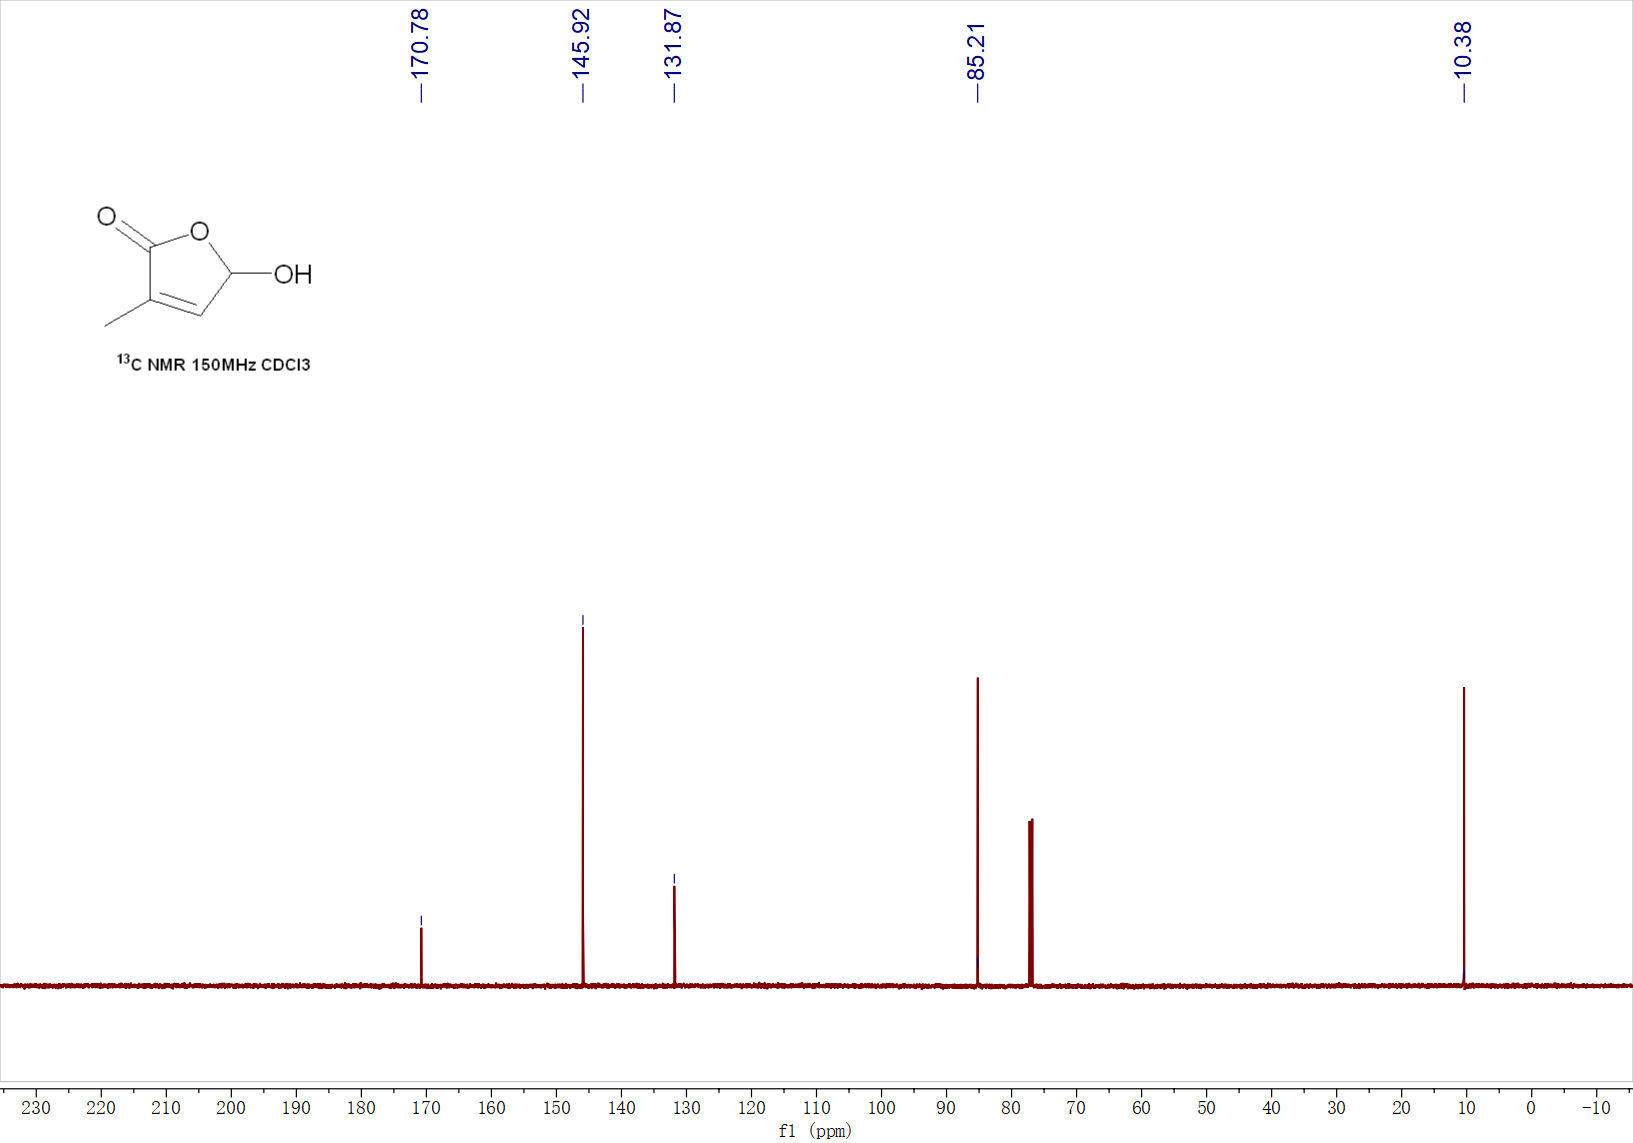 —170.78
—145.92
—131.87
—85.21
—10.38
O
O
OH
¹³C NMR 150MHz CDCl3
230 220 210 200 190 180 170 160 150 140 130 120 110 100 90 80 70 60 50 40 30 20 10 0 -10
f1 (ppm)